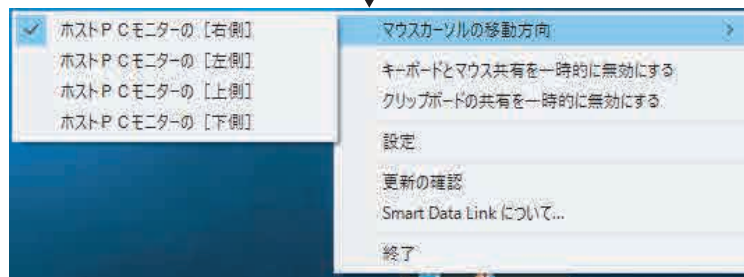 ホストＰＣモニターの［右側］
ホストＰＣモニターの［左側］
ホストＰＣモニターの［上側］
ホストＰＣモニターの［下側］
マウスカーソルの移動方向
キーボードとマウス共有を一時的に無効にする
クリップボードの共有を一時的に無効にする
設定
更新の確認
Smart Data Link について...
終了